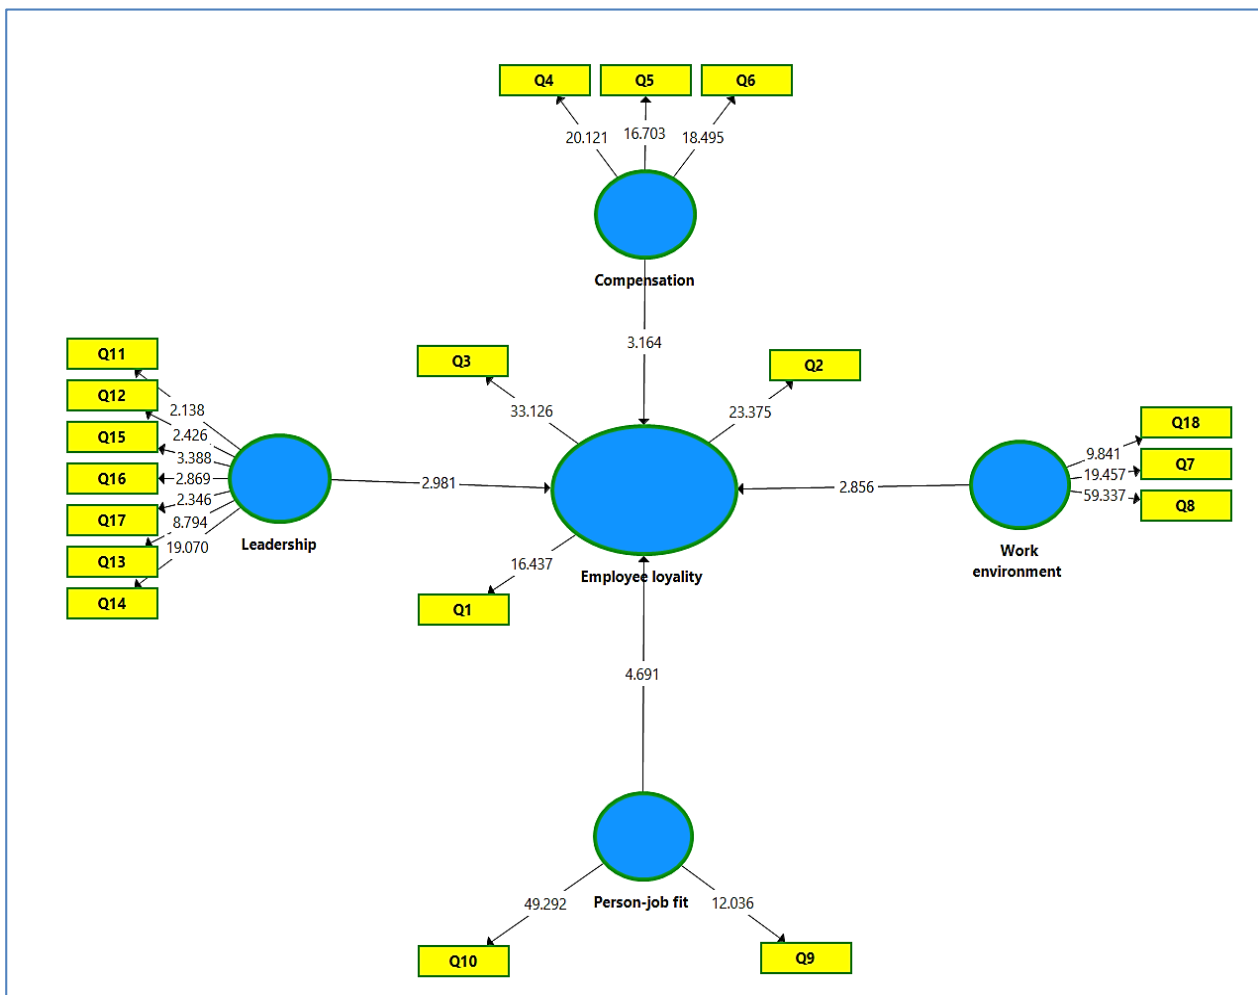 Q4
Q5
Q6
20.121
16.703
18.495
Compensation
3.164
Q3
33.126
Q2
23.375
Q11
Q12
Q15
Q16
Q17
Q13
Q14
2.138
2.426
3.388
2.869
2.346
8.794
19.070
Leadership
2.981
2.856
Q18
Q7
Q8
9.841
19.457
59.337
Work
environment
16.437
Employee loyality
Q1
4.691
Person-job fit
49.292
12.036
Q10
Q9